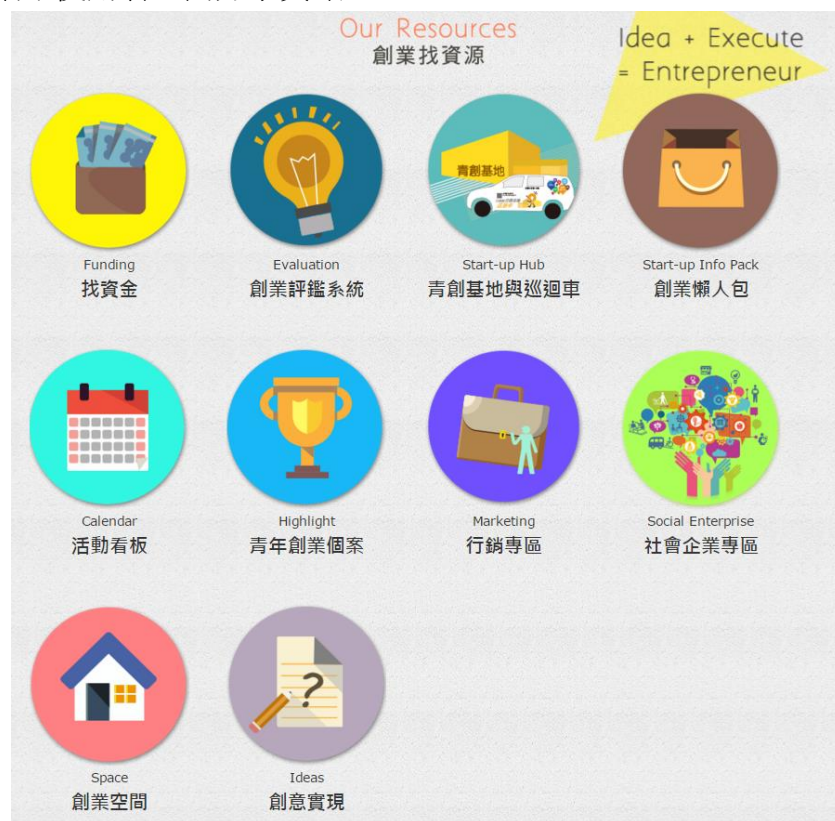 Our Resources
創業找資源
Idea + Execute
= Entrepreneur
青創基地
Funding
找資金
Evaluation
創業評鑑系統
Start-up Hub
青創基地與巡迴車
Start-up Info Pack
創業懶人包
Calendar
活動看板
Highlight
青年創業個案
Marketing
行銷專區
Social Enterprise
社會企業專區
Space
創業空間
Ideas
創意實現
?